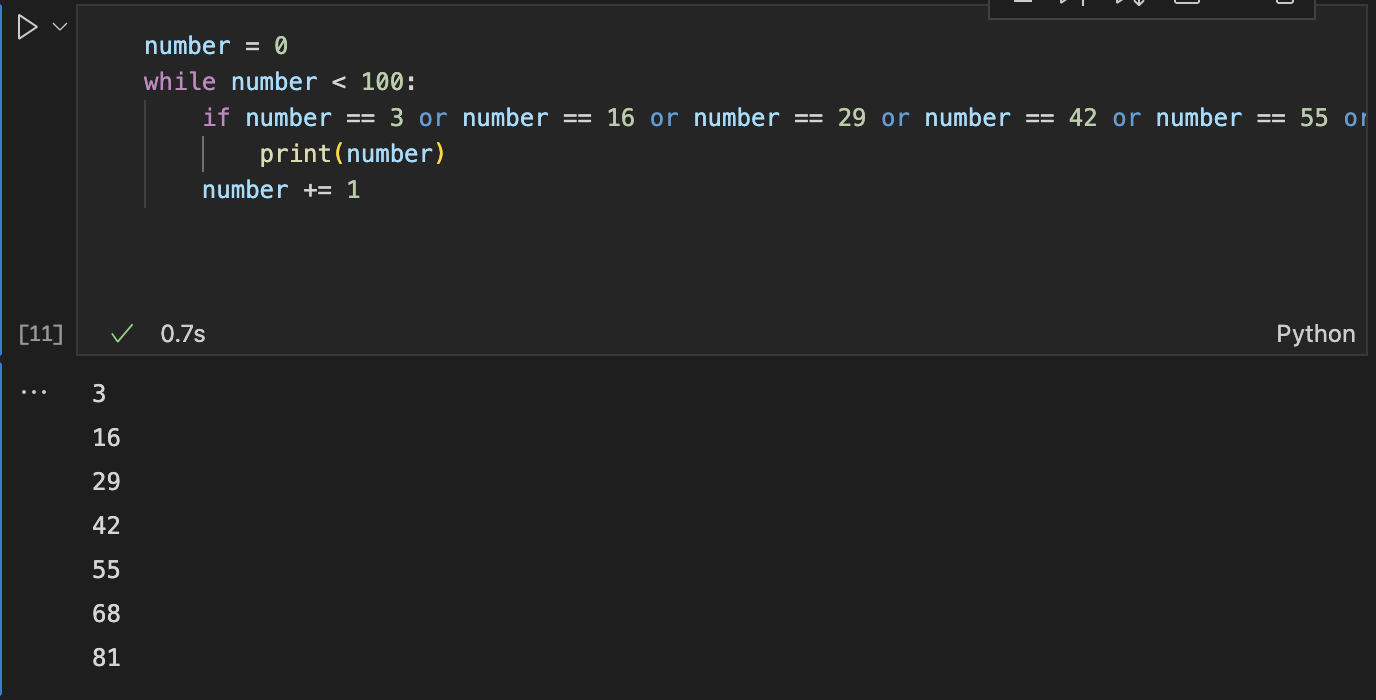 number = 0
while number < 100:
if number == 3 or number == 16 or number == 29 or number == 42 or number == 55 or
print(number)
number += 1
[11] 0.7s Python
3
16
29
42
55
68
81